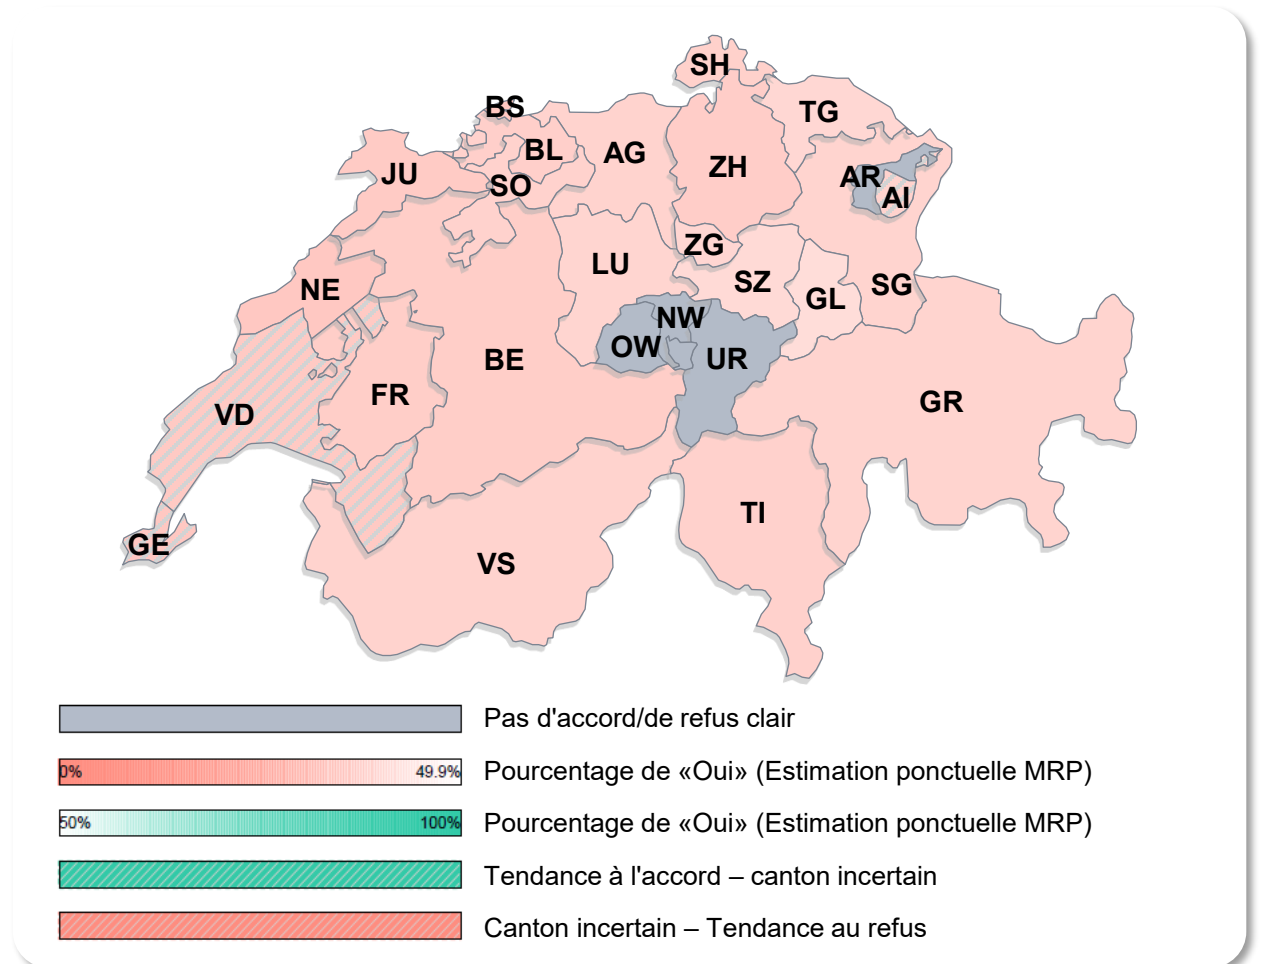 SH
BS
TG
BL
AG
ZH
JU
SO
AR
AI
ZG
LU
SZ
NE
GL
SG
NW
OW
UR
BE
FR
GR
VD
TI
GE
VS
Pas d'accord/de refus clair
0% 49.9% Pourcentage de «Oui» (Estimation ponctuelle MRP)
50% 100% Pourcentage de «Oui» (Estimation ponctuelle MRP)
Tendance à l'accord – canton incertain
Canton incertain – Tendance au refus